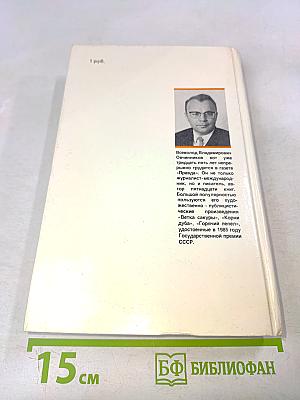 1 руб.
Всеволод Владимирович
Овчинников вот уже
тридцать пять лет непре-
рывно трудится в газете
«Правда». Он не только
журналист-международ-
ник, но и писатель, ав-
тор пятнадцати книг.
Большой популярностью
пользуются его худо-
жественно-публицисти-
ческие произведения
«Ветка сакуры», «Корни
дуба», «Горячий пепел»,
удостоенные в 1985 году
Государственной премии
СССР.
15 см
БФ БИБЛИОФАН